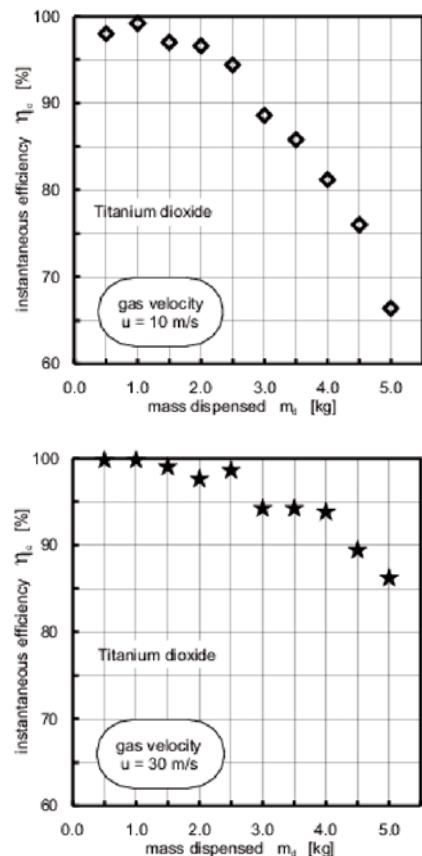 100
90
80
70
60
instantaneous efficiency η [%]
Titanium dioxide
gas velocity
u = 10 m/s
0.0 1.0 2.0 3.0 4.0 5.0
mass dispensed m_d [kg]
100
90
80
70
60
instantaneous efficiency η [%]
Titanium dioxide
gas velocity
u = 30 m/s
0.0 1.0 2.0 3.0 4.0 5.0
mass dispensed m_d [kg]